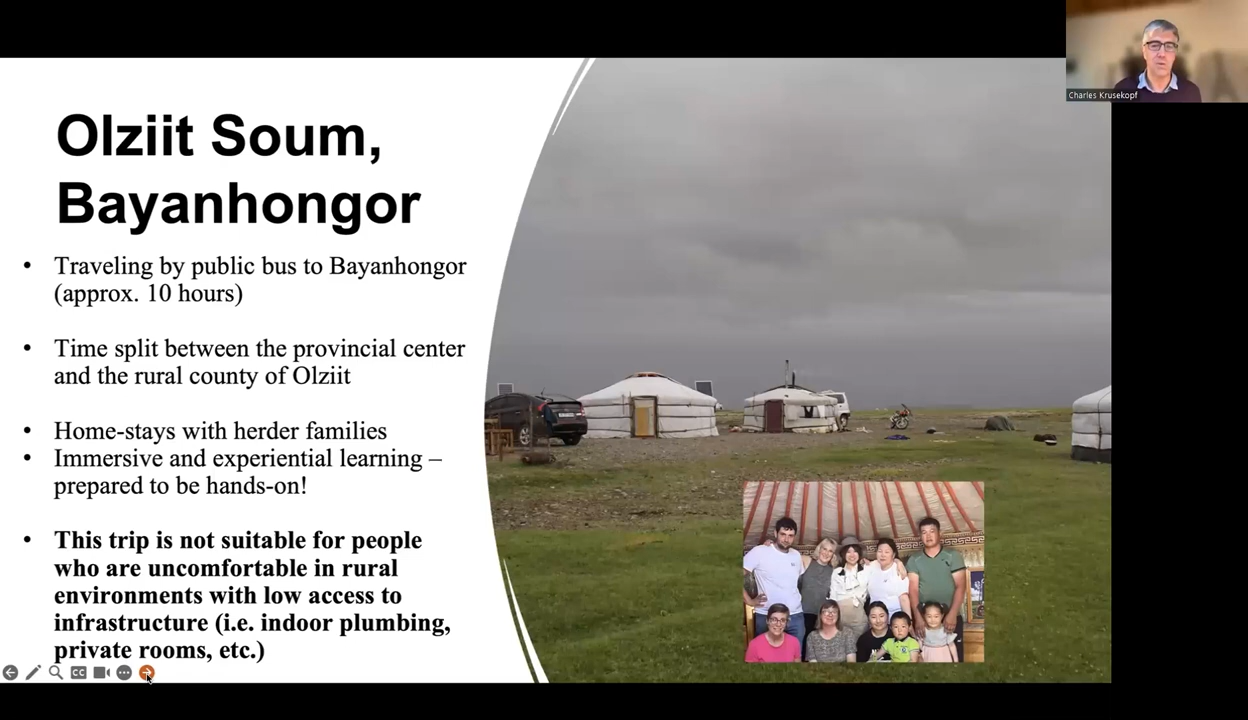 Charles Krusekopf
Olziit Soum,
Bayanhongor
• Traveling by public bus to Bayanhongor
(approx. 10 hours)
• Time split between the provincial center
and the rural county of Olziit
• Home-stays with herder families
• Immersive and experiential learning –
prepared to be hands-on!
• This trip is not suitable for people
who are uncomfortable in rural
environments with low access to
infrastructure (i.e. indoor plumbing,
private rooms, etc.)
CC